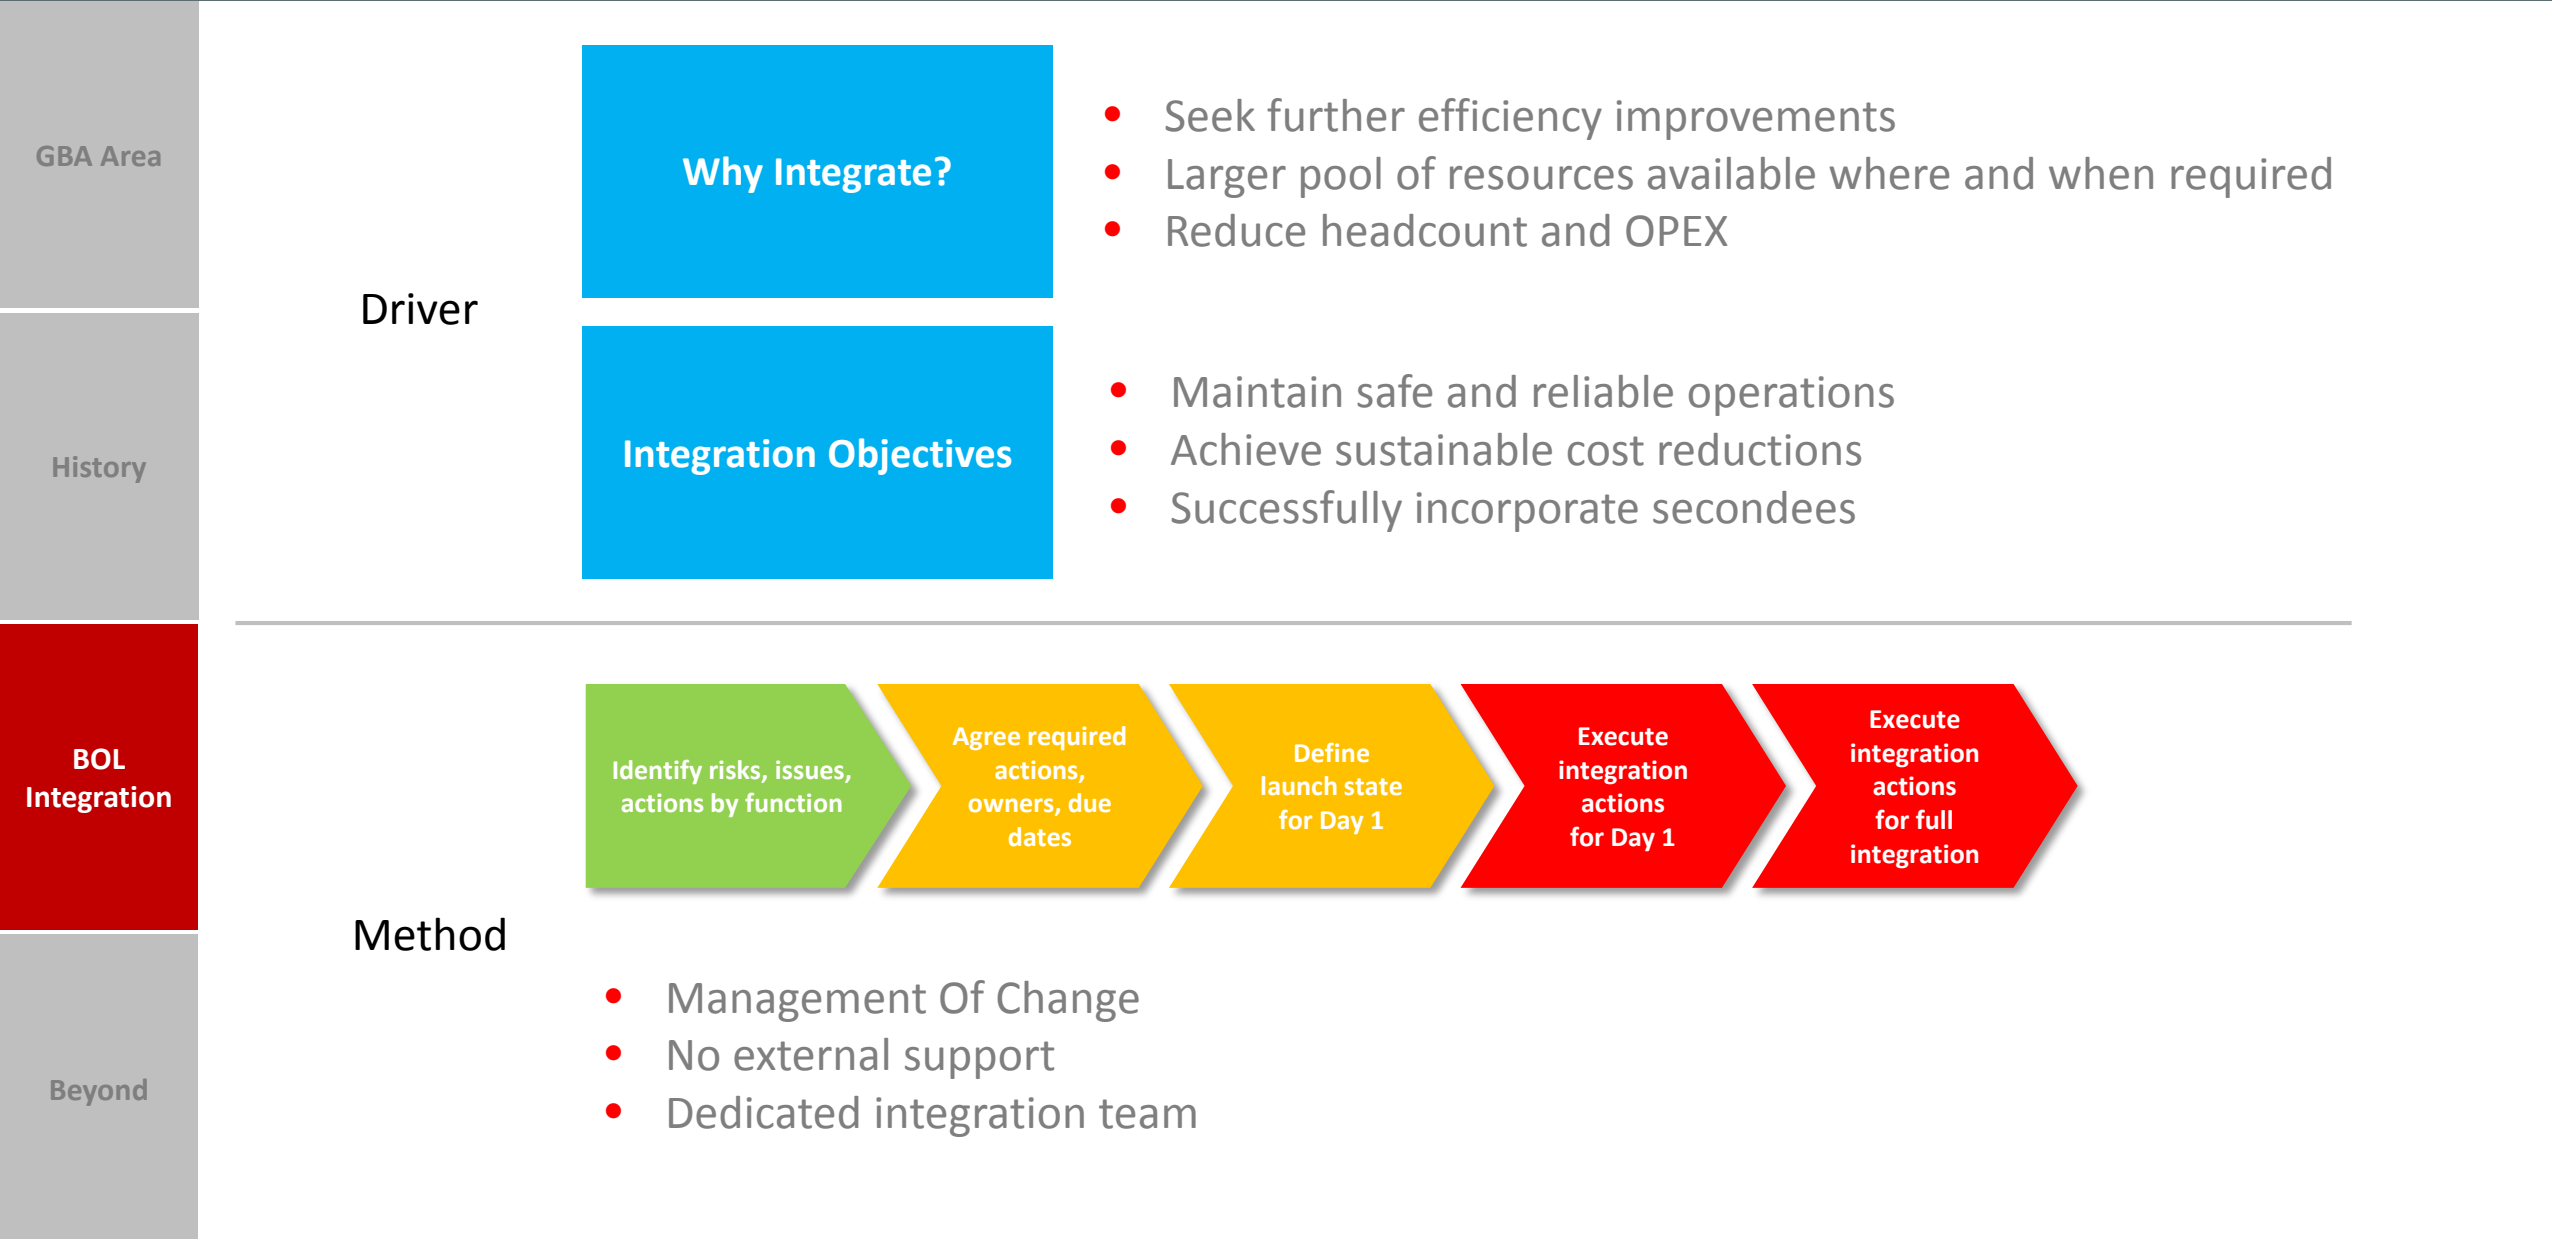 GBA Area
History
BOL
Integration
Beyond
Driver
Why Integrate?
• Seek further efficiency improvements
• Larger pool of resources available where and when required
• Reduce headcount and OPEX
Integration Objectives
• Maintain safe and reliable operations
• Achieve sustainable cost reductions
• Successfully incorporate secondees
Method
Identify risks, issues,
actions by function
Agree required
actions,
owners, due
dates
Define
launch state
for Day 1
Execute
integration
actions
for Day 1
Execute
integration
actions
for full
integration
• Management Of Change
• No external support
• Dedicated integration team